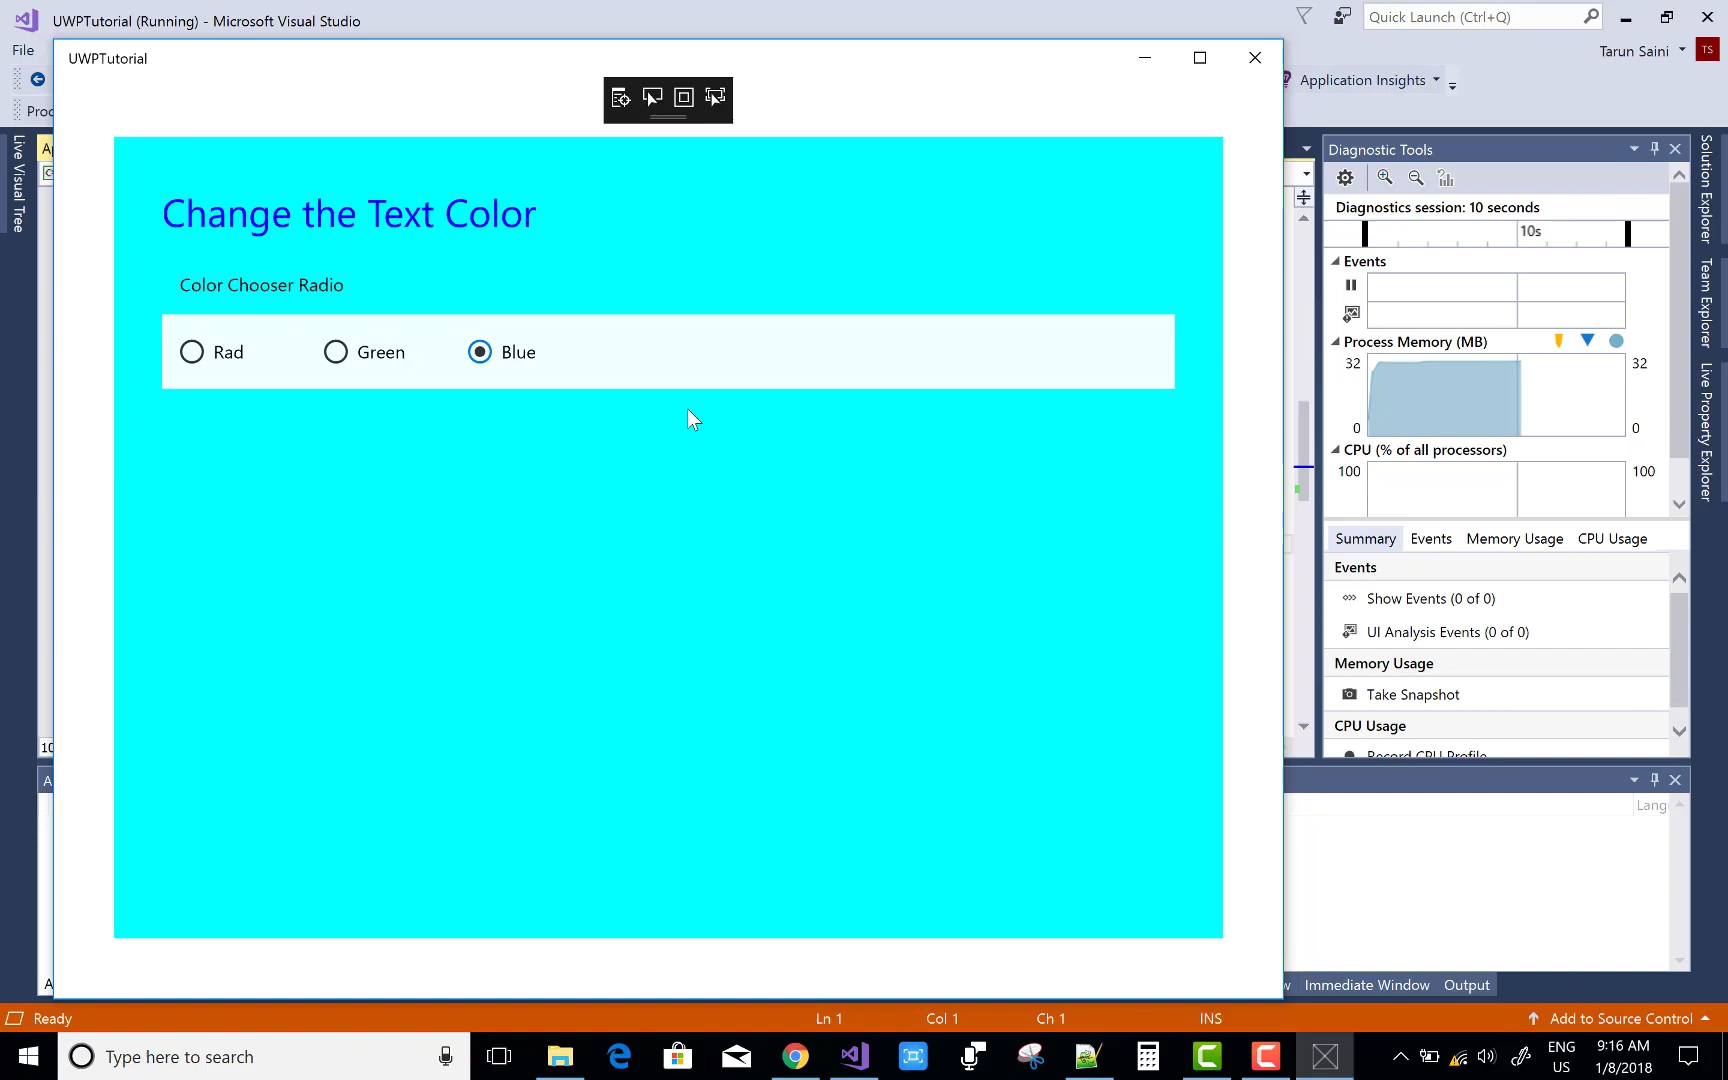 UWPTutorial (Running) - Microsoft Visual Studio
Quick Launch (Ctrl+Q)
File
Tarun Saini
TS
UWPTutorial
Application Insights
Proc
Live Visual Tree
Change the Text Color
Color Chooser Radio
Rad
Green
Blue
Diagnostic Tools
Diagnostics session: 10 seconds
10s
Events
Process Memory (MB)
32
32
0
0
CPU (% of all processors)
100
100
Summary
Events
Memory Usage
CPU Usage
Events
Show Events (0 of 0)
UI Analysis Events (0 of 0)
Memory Usage
Take Snapshot
CPU Usage
Record CPU Profile
Solution Explorer
Team Explorer
Live Property Explorer
Lang
Immediate Window
Output
Ready
Ln 1
Col 1
Ch 1
INS
Add to Source Control
Type here to search
ENG
US
9:16 AM
1/8/2018